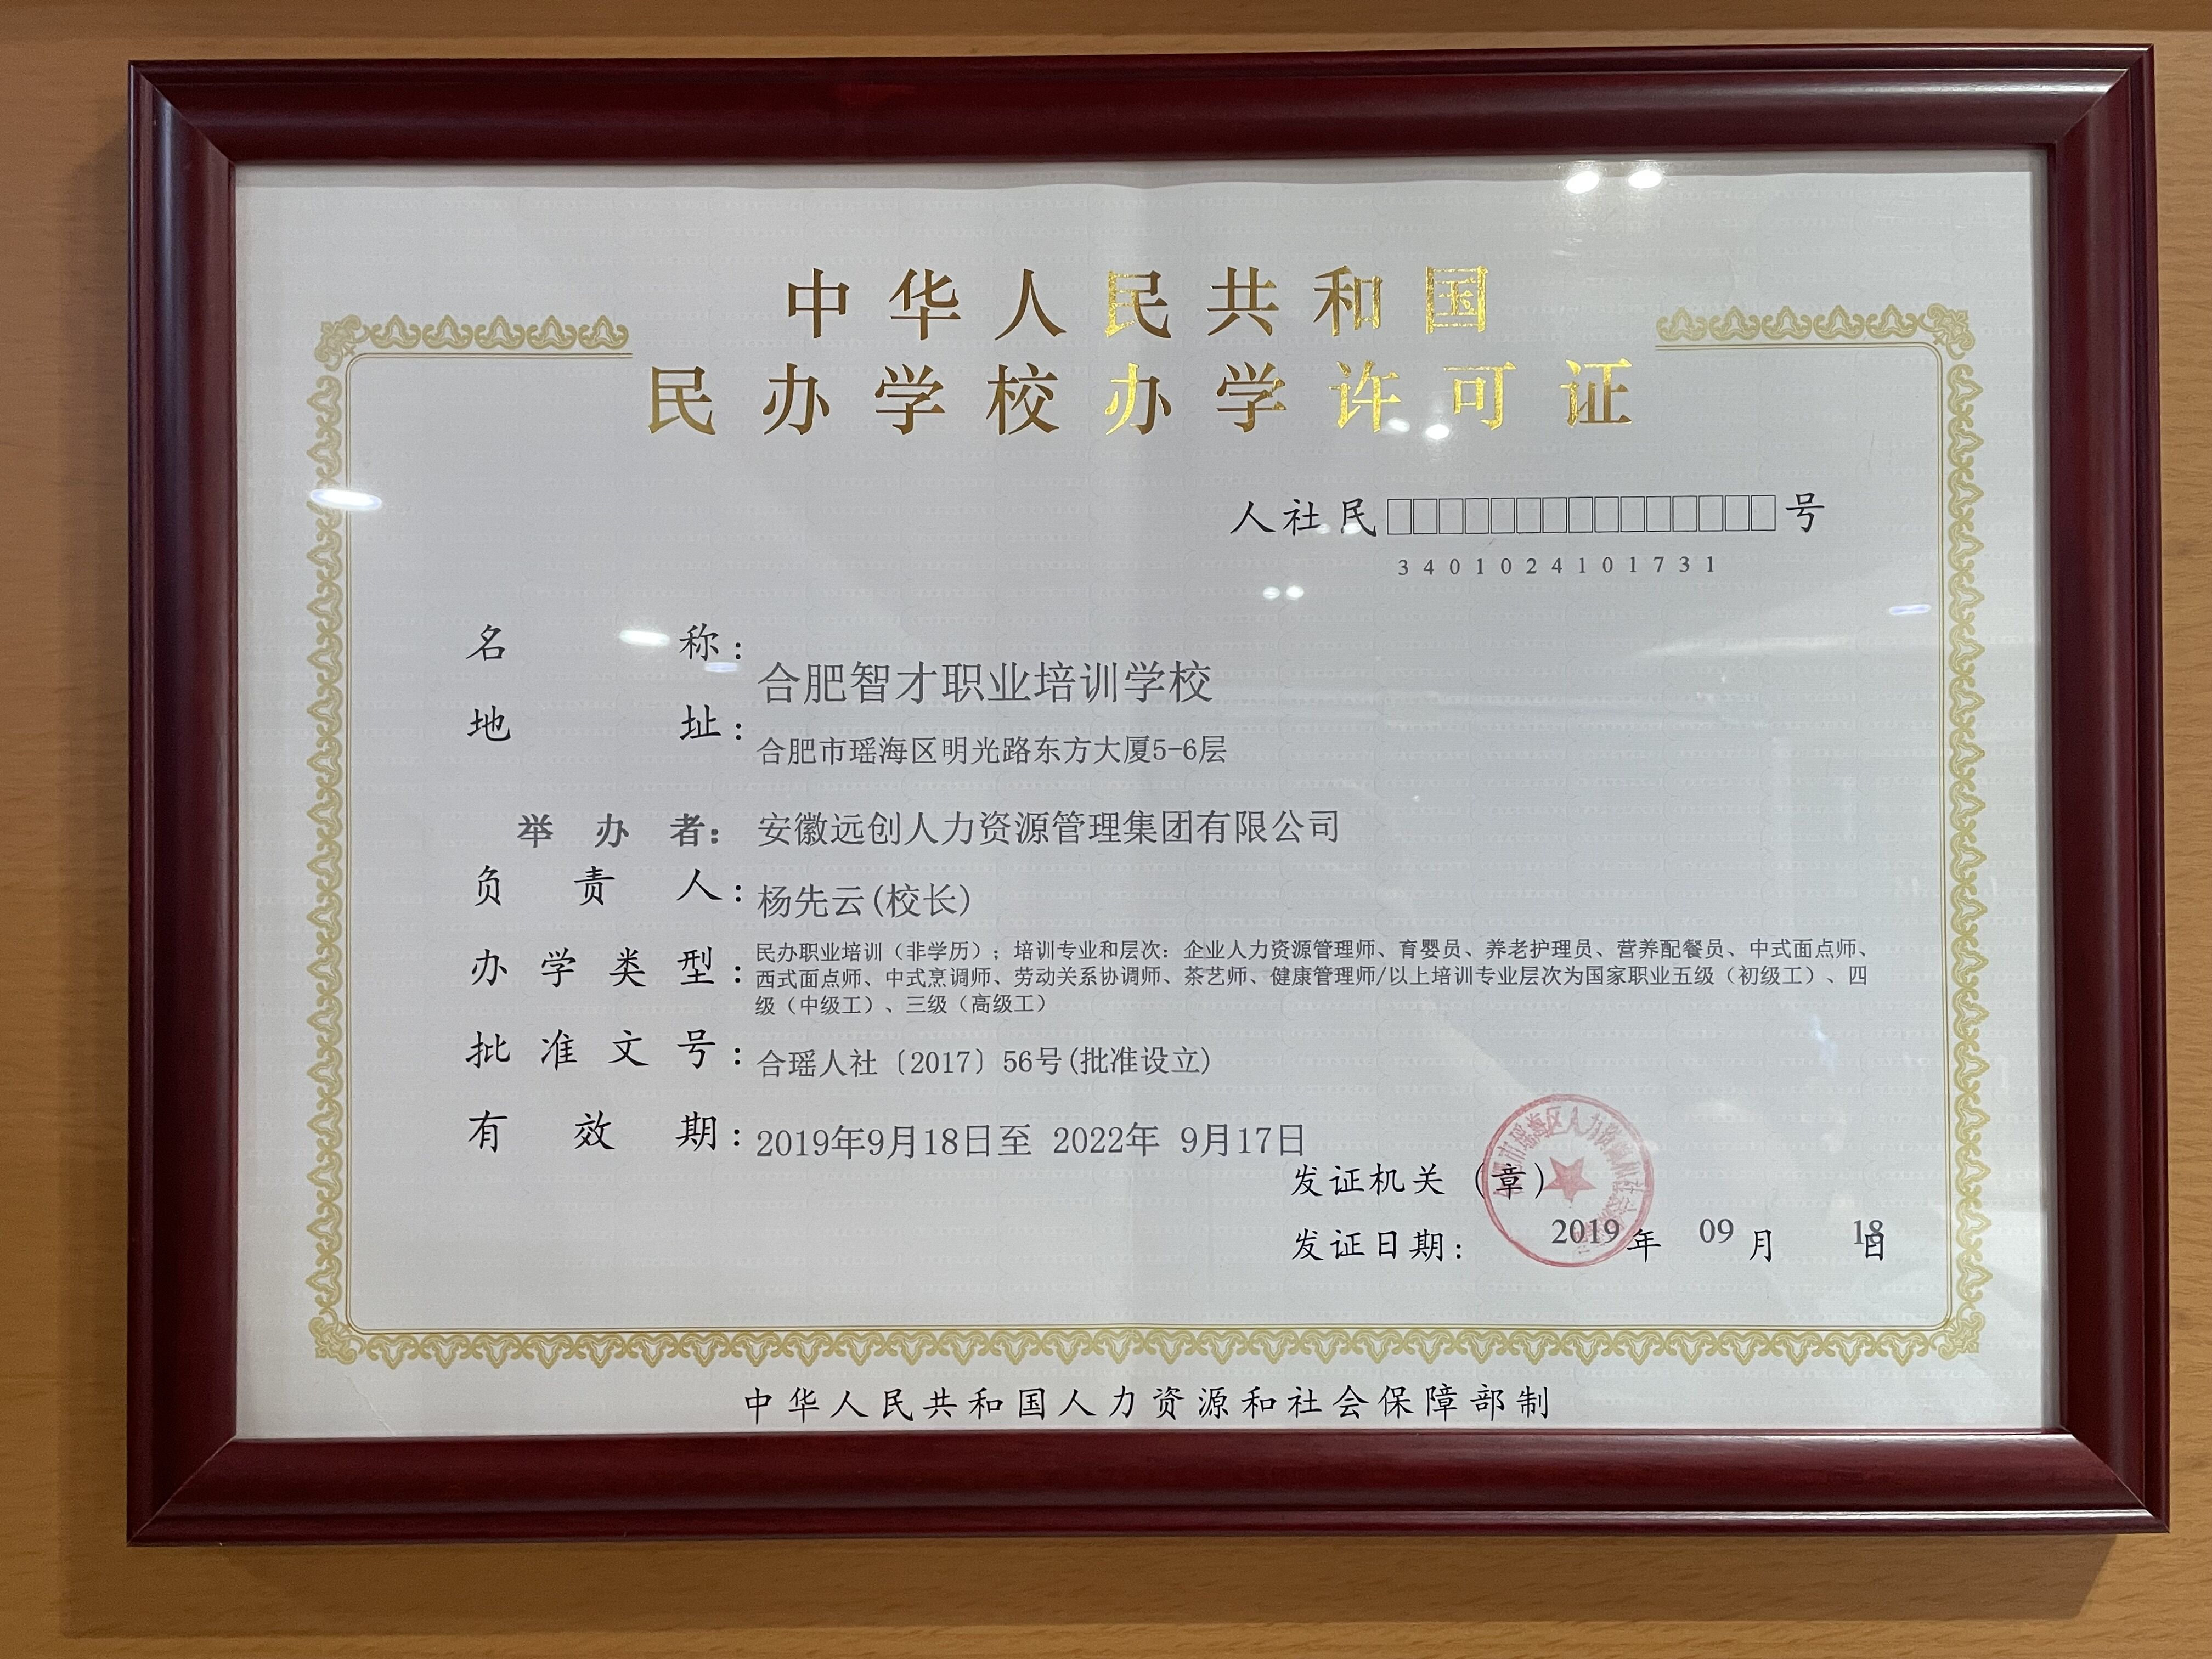 中华人民共和国
民办学校办学许可证
人社民□□□□□□□□□□□□□□□号
3401024101731
名称：
合肥智才职业培训学校
地址：
合肥市瑶海区明光路东方大厦5-6层
举办者：安徽远创人力资源管理集团有限公司
负责人：杨先云(校长)
办学类型：民办职业培训（非学历）；培训专业和层次：企业人力资源管理师、育婴员、养老护理员、营养配餐员、中式面点师、
西式面点师、中式烹调师、劳动关系协调师、茶艺师、健康管理师/以上培训专业层次为国家职业五级（初级工）、四
级（中级工）、三级（高级工）
批准文号：合瑶人社〔2017〕56号(批准设立)
有效期：2019年9月18日至 2022年 9月17日
发证机关（章）
发证日期：2019年 09月 18日
中华人民共和国人力资源和社会保障部制